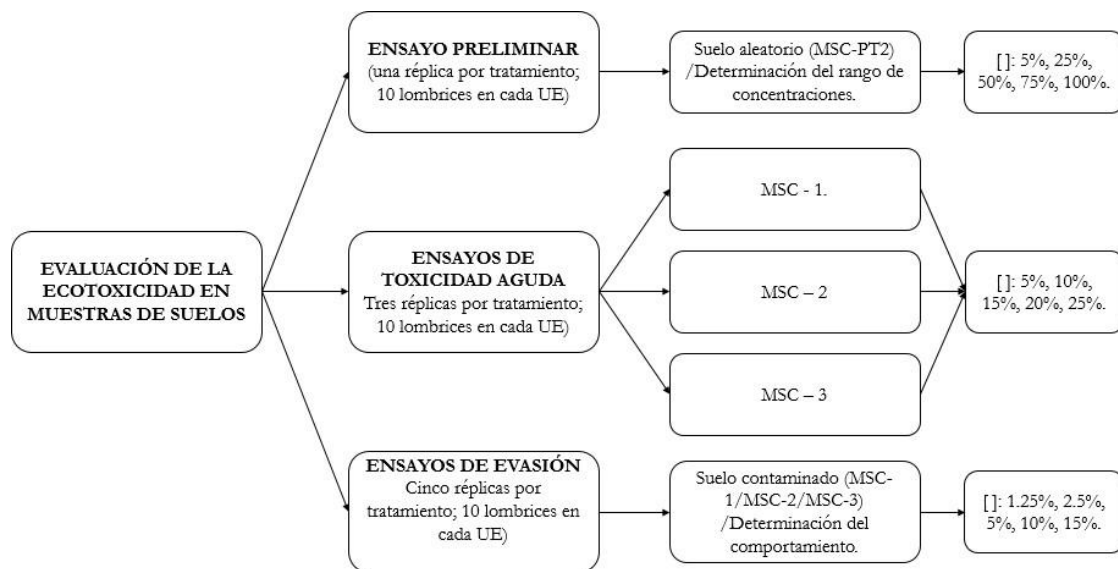 EVALUACIÓN DE LA
ECOTOXICIDAD EN
MUESTRAS DE SUELOS
ENSAYO PRELIMINAR
(una réplica por tratamiento;
10 lombrices en cada UE)
Suelo aleatorio (MSC-PT2)
/Determinación del rango de
concentraciones.
[ ]: 5%, 25%,
50%, 75%, 100%.
ENSAYOS DE
TOXICIDAD AGUDA
Tres réplicas por tratamiento;
10 lombrices en cada UE)
MSC - 1.
MSC – 2
MSC – 3
[ ]: 5%, 10%,
15%, 20%, 25%.
ENSAYOS DE EVASIÓN
Cinco réplicas por
tratamiento; 10 lombrices en
cada UE)
Suelo contaminado (MSC-
1/MSC-2/MSC-3)
/Determinación del
comportamiento.
[ ]: 1.25%, 2.5%,
5%, 10%, 15%.